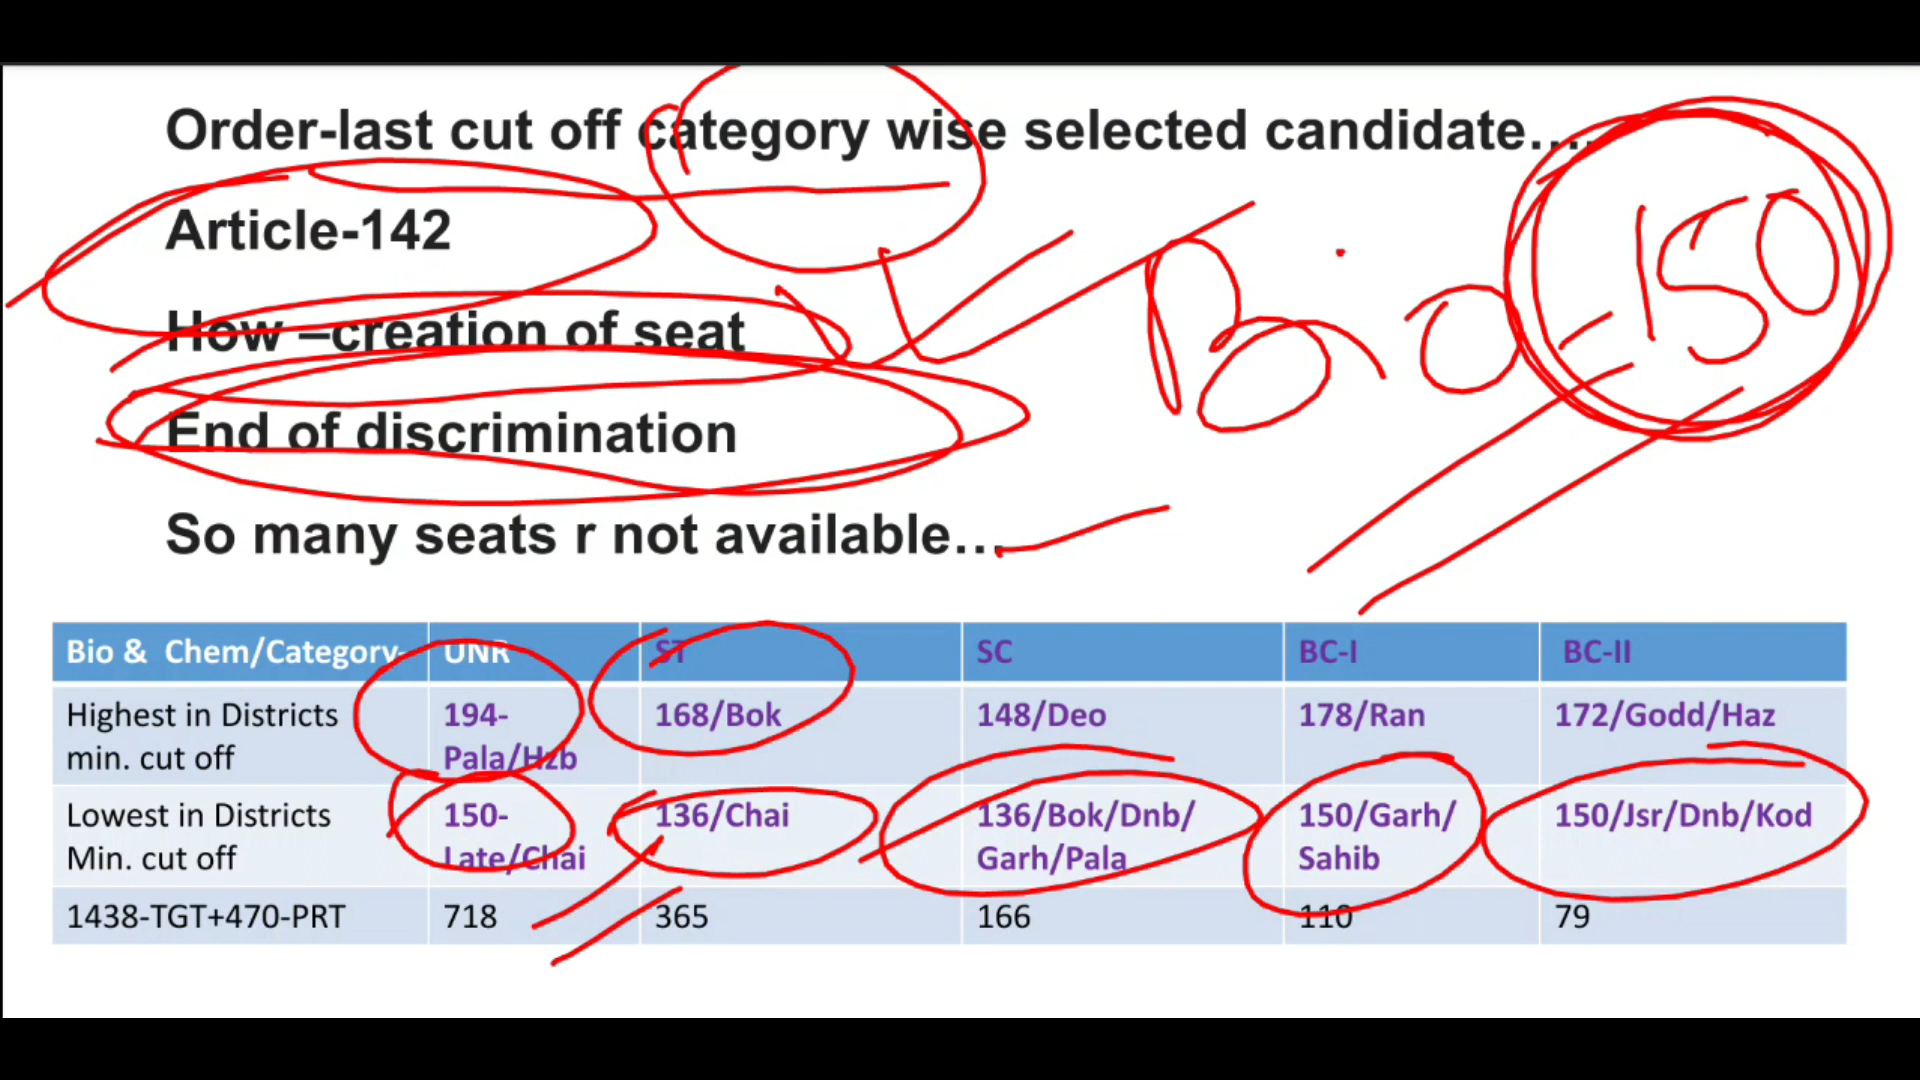 Order-last cut off category wise selected candidate....
Article-142
How –creation of seat
End of discrimination
So many seats r not available...
Bio 150
Bio & Chem/Category- UNR ST SC BC-I BC-II
Highest in Districts min. cut off 194-Pala/Hzb 168/Bok 148/Deo 178/Ran 172/Godd/Haz
Lowest in Districts Min. cut off 150-Late/Chai 136/Chai 136/Bok/Dnb/Garh/Pala 150/Garh/Sahib 150/Jsr/Dnb/Kod
1438-TGT+470-PRT 718 365 166 110 79